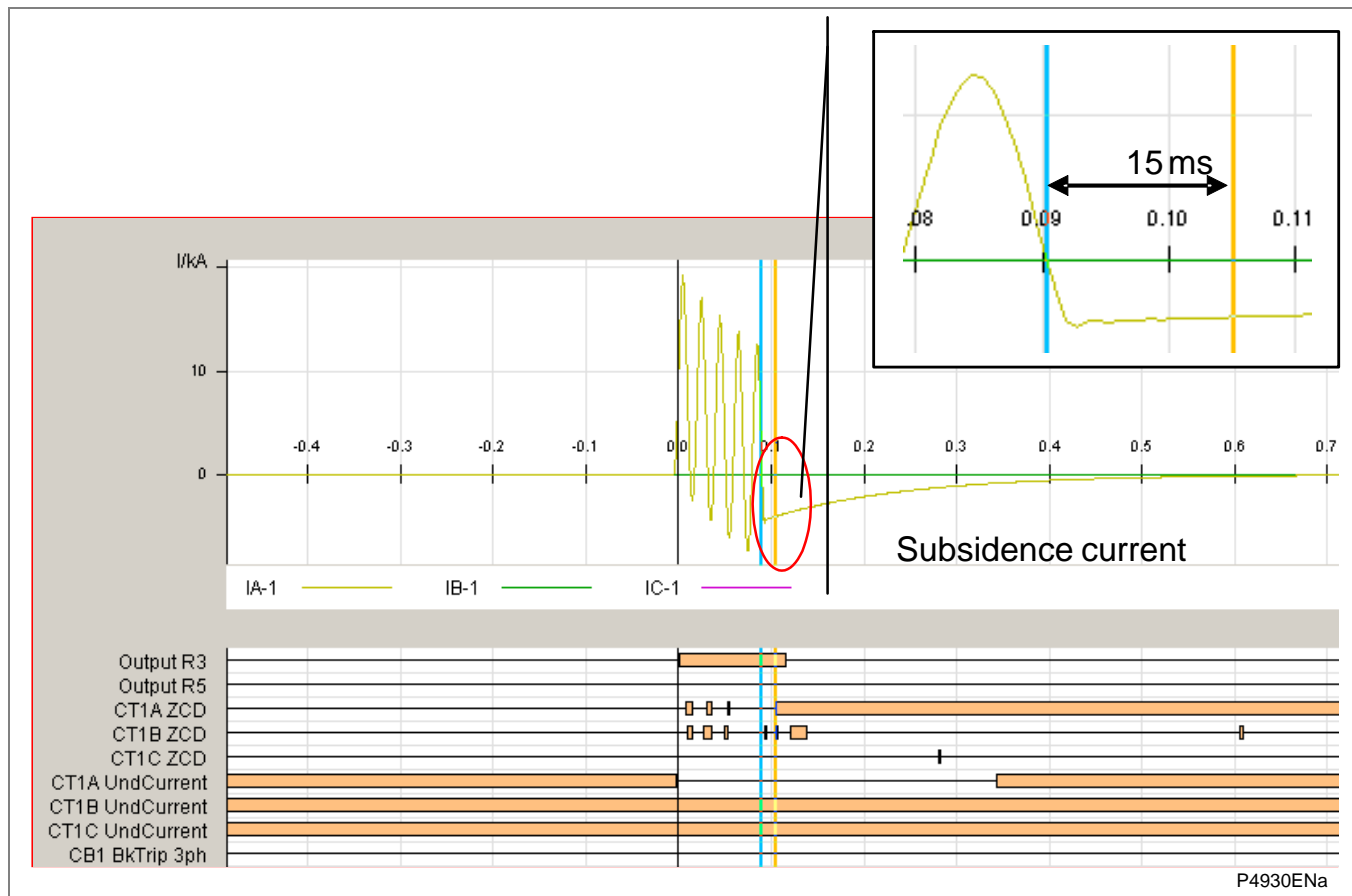 15 ms
.08 0.09 0.10 0.11
I/kA
10
-0.4 -0.3 -0.2 -0.1 0.0 0.1 0.2 0.3 0.4 0.5 0.6 0.7
0
Subsidence current
IA-1 IB-1 IC-1
Output R3
Output R5
CT1A ZCD
CT1B ZCD
CT1C ZCD
CT1A UndCurrent
CT1B UndCurrent
CT1C UndCurrent
CB1 BkTrip 3ph
P4930ENa